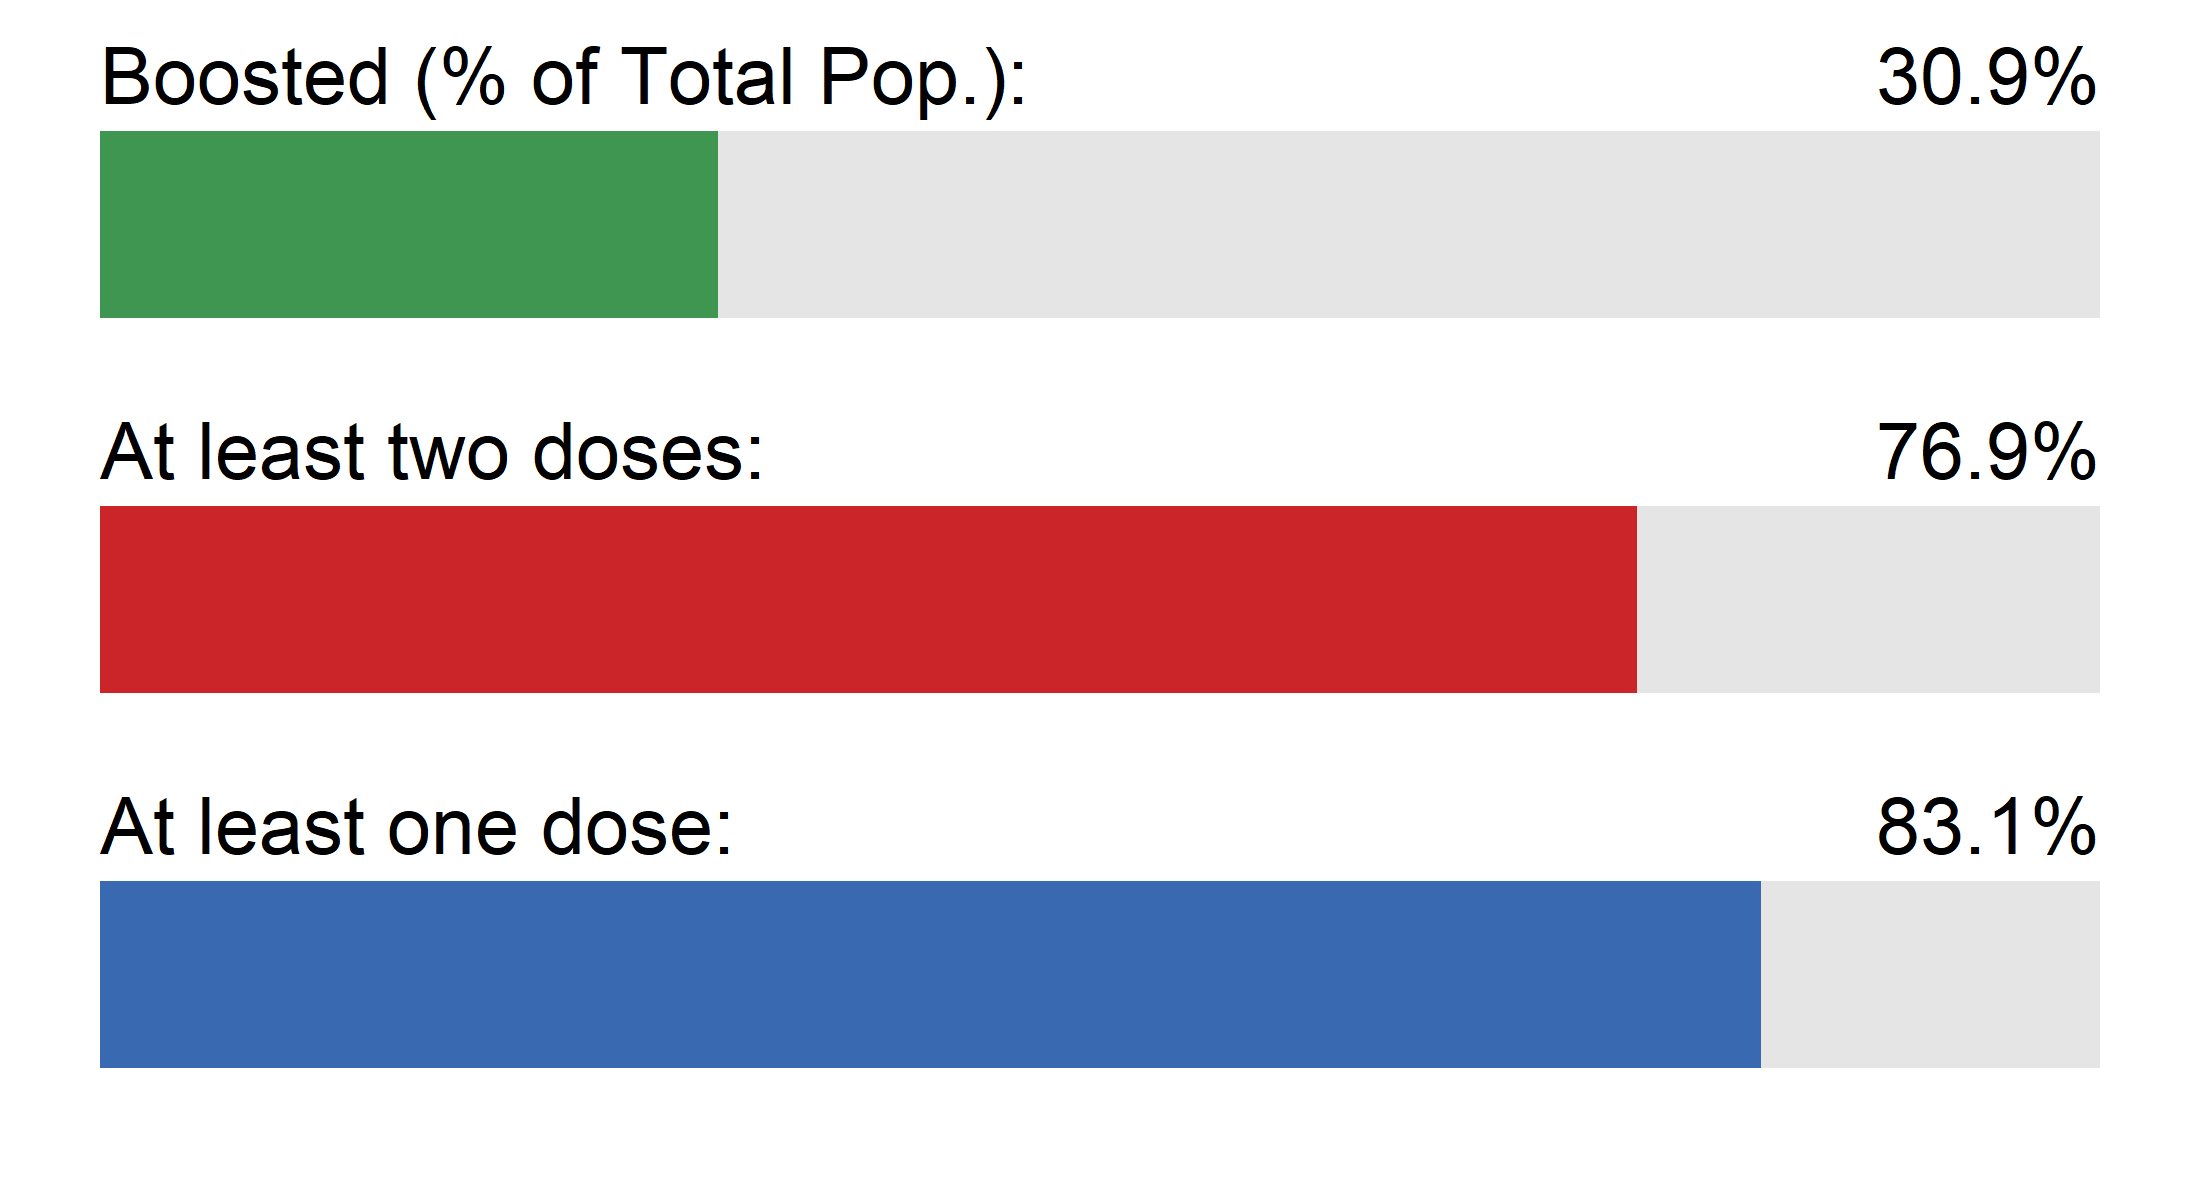 Boosted (% of Total Pop.): 30.9%
At least two doses: 76.9%
At least one dose: 83.1%